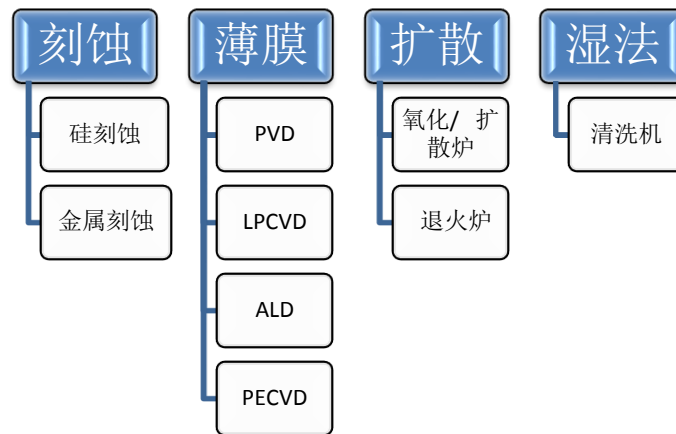 刻蚀
硅刻蚀
金属刻蚀
薄膜
PVD
LPCVD
ALD
PECVD
扩散
氧化/ 扩
散炉
退火炉
湿法
清洗机